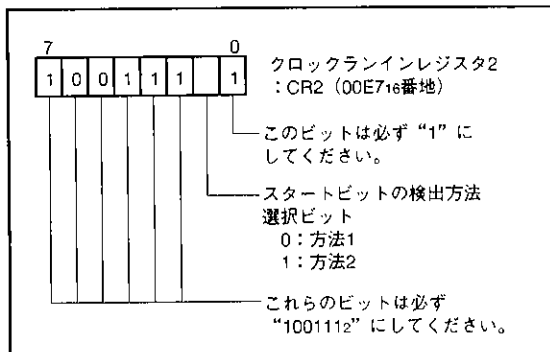 7 0
1 0 0 1 1 1 1
クロックランインレジスタ2
：CR2（00E716番地）
このビットは必ず“1”に
してください。
スタートビットの検出方法
選択ビット
0：方法1
1：方法2
これらのビットは必ず
“1001112”にしてください。